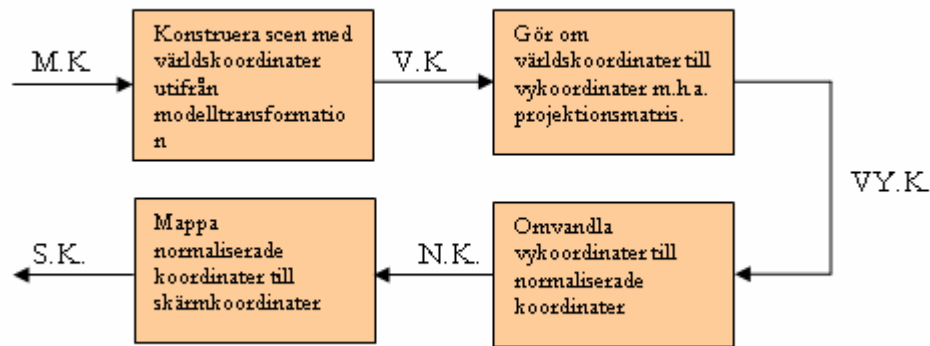 M.K.
Konstruera scen med
världskoordinater
utifrån
modelltransformatio
n
V.K.
Gör om
världskoordinater till
vykoordinater m.h.a.
projektionsmatris.
VY.K.
Omvandla
vykoordinater till
normaliserade
koordinater
N.K.
Mappa
normaliserade
koordinater till
skärmkoordinater
S.K.